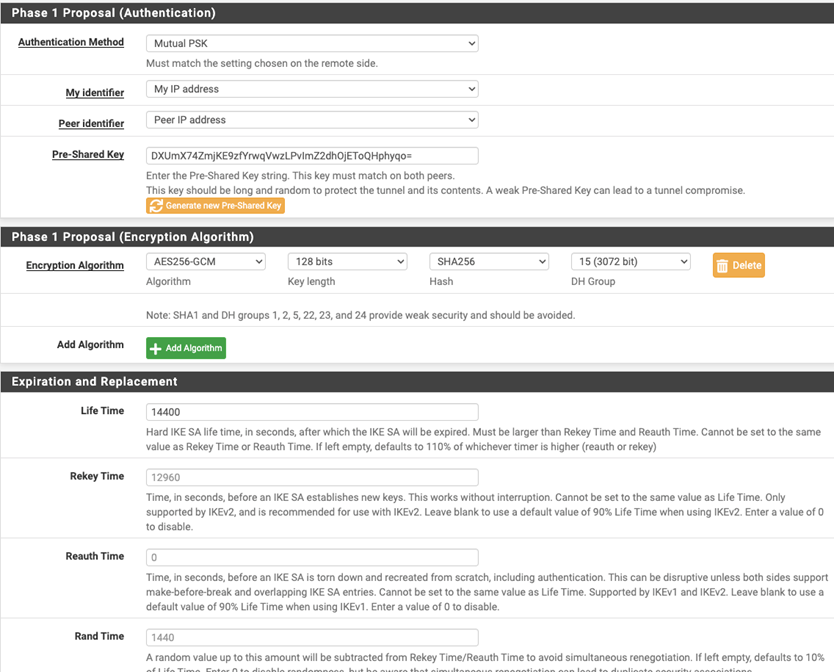 Phase 1 Proposal (Authentication)
Authentication Method
Mutual PSK
Must match the setting chosen on the remote side.
My identifier
My IP address
Peer identifier
Peer IP address
Pre-Shared Key
DXUmX74ZmjKE9zfYrwqVwzLPvImZ2dhOjEToQHphyqo=
Enter the Pre-Shared Key string. This key must match on both peers.
This key should be long and random to protect the tunnel and its contents. A weak Pre-Shared Key can lead to a tunnel compromise.
Generate new Pre-Shared Key
Phase 1 Proposal (Encryption Algorithm)
Encryption Algorithm
AES256-GCM 128 bits SHA256 15 (3072 bit) Delete
Algorithm Key length Hash DH Group
Note: SHA1 and DH groups 1, 2, 5, 22, 23, and 24 provide weak security and should be avoided.
Add Algorithm
Add Algorithm
Expiration and Replacement
Life Time
14400
Hard IKE SA life time, in seconds, after which the IKE SA will be expired. Must be larger than Rekey Time and Reauth Time. Cannot be set to the same
value as Rekey Time or Reauth Time. If left empty, defaults to 110% of whichever timer is higher (reauth or rekey)
Rekey Time
12960
Time, in seconds, before an IKE SA establishes new keys. This works without interruption. Cannot be set to the same value as Life Time. Only
supported by IKEv2, and is recommended for use with IKEv2. Leave blank to use a default value of 90% Life Time when using IKEv2. Enter a value of 0
to disable.
Reauth Time
0
Time, in seconds, before an IKE SA is torn down and recreated from scratch, including authentication. This can be disruptive unless both sides support
make-before-break and overlapping IKE SA entries. Cannot be set to the same value as Life Time. Supported by IKEv1 and IKEv2. Leave blank to use a
default value of 90% Life Time when using IKEv1. Enter a value of 0 to disable.
Rand Time
1440
A random value up to this amount will be subtracted from Rekey Time/Reauth Time to avoid simultaneous renegotiation. If left empty, defaults to 10%
of Life Time. Enter 0 to disable randomness, but be aware that simultaneous renegotiation can lead to duplicate security associations.